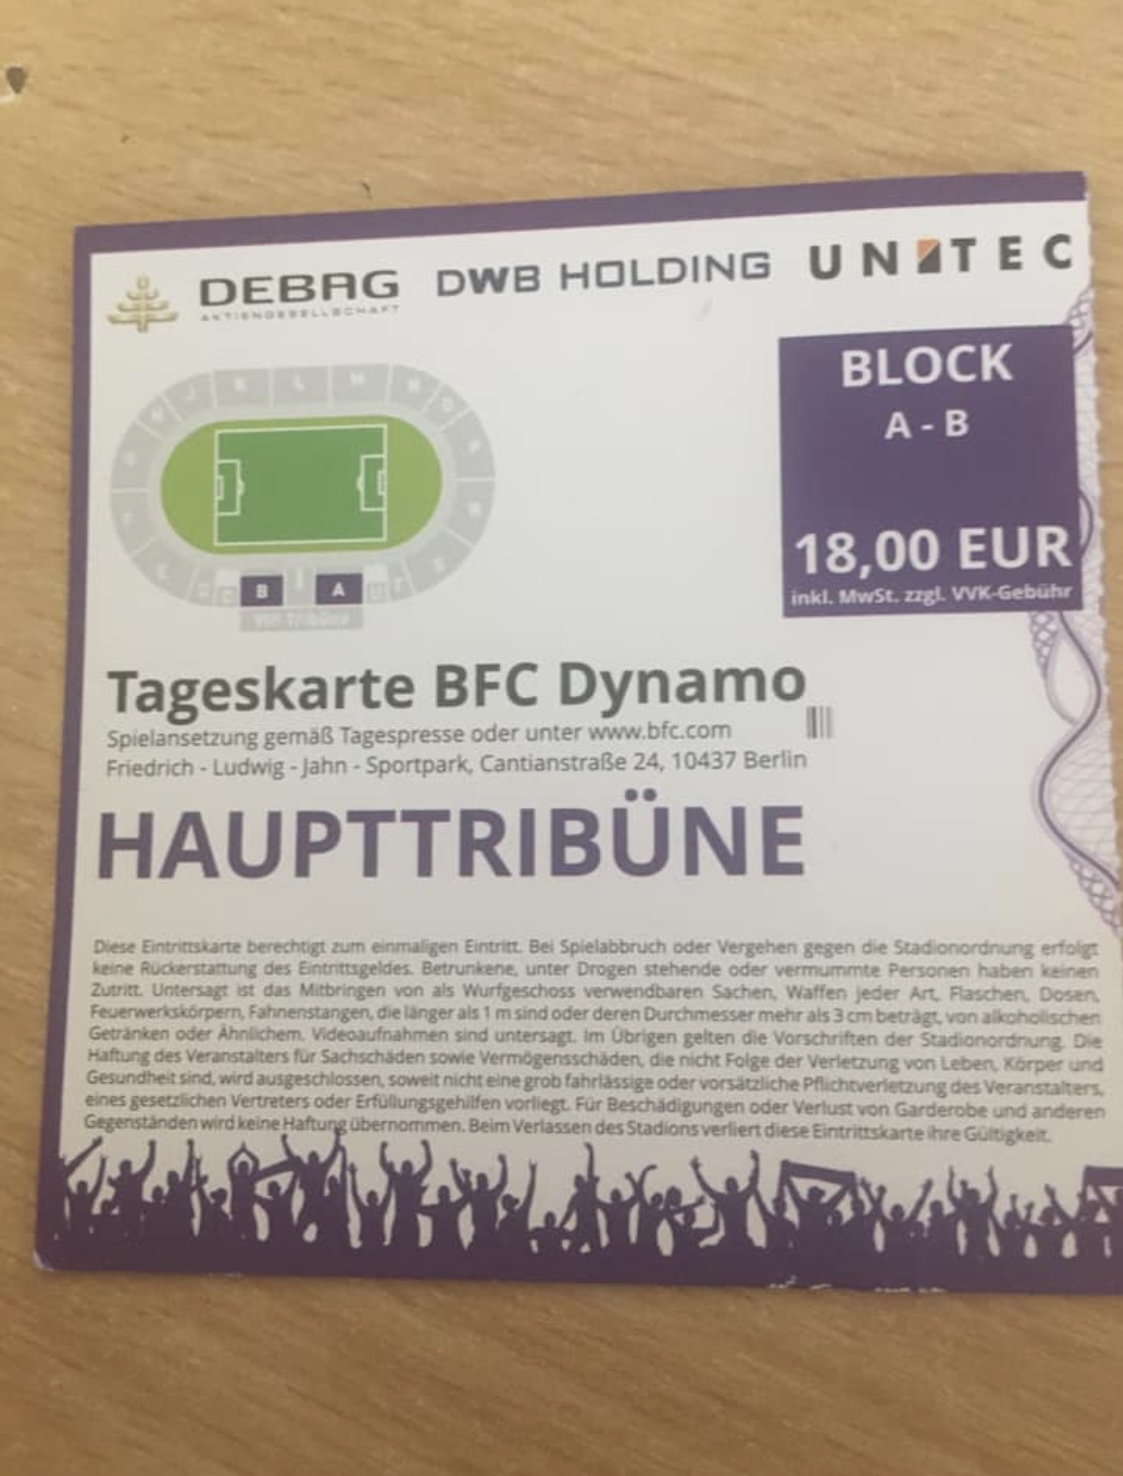 DEBAG DWB HOLDING UNITEC
AKTIENGESELLSCHAFT
BLOCK
A - B
K L M
B A
VIP Tribüne
18,00 EUR
inkl. MwSt. zzgl. VVK-Gebühr
Tageskarte BFC Dynamo
Spielansetzung gemäß Tagespresse oder unter www.bfc.com
Friedrich - Ludwig - Jahn - Sportpark, Cantianstraße 24, 10437 Berlin
HAUPTTRIBÜNE
Diese Eintrittskarte berechtigt zum einmaligen Eintritt. Bei Spielabbruch oder Vergehen gegen die Stadionordnung erfolgt
keine Rückerstattung des Eintrittsgeldes. Betrunkene, unter Drogen stehende oder vermummte Personen haben keinen
Zutritt. Untersagt ist das Mitbringen von als Wurfgeschoss verwendbaren Sachen, Waffen jeder Art, Flaschen, Dosen,
Feuerwerkskörpern, Fahnenstangen, die länger als 1 m sind oder deren Durchmesser mehr als 3 cm beträgt, von alkoholischen
Getränken oder Ähnlichem. Videoaufnahmen sind untersagt. Im Übrigen gelten die Vorschriften der Stadionordnung. Die
Haftung des Veranstalters für Sachschäden sowie Vermögensschäden, die nicht Folge der Verletzung von Leben, Körper und
Gesundheit sind, wird ausgeschlossen, soweit nicht eine grob fahrlässige oder vorsätzliche Pflichtverletzung des Veranstalters,
eines gesetzlichen Vertreters oder Erfüllungsgehilfen vorliegt. Für Beschädigungen oder Verlust von Garderobe und anderen
Gegenständen wird keine Haftung übernommen. Beim Verlassen des Stadions verliert diese Eintrittskarte ihre Gültigkeit.